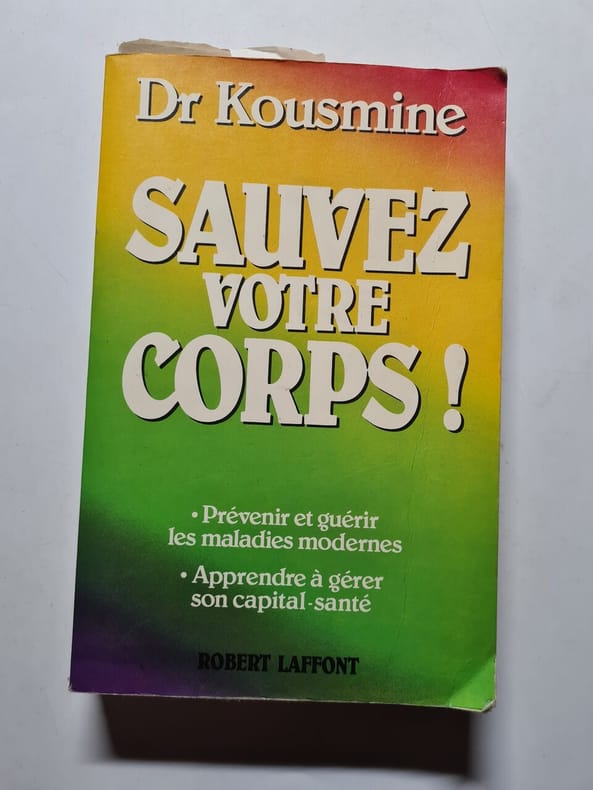 Dr Kousmine
SAUVEZ
VOTRE
CORPS !
• Prévenir et guérir
les maladies modernes
• Apprendre à gérer
son capital-santé
ROBERT LAFFONT